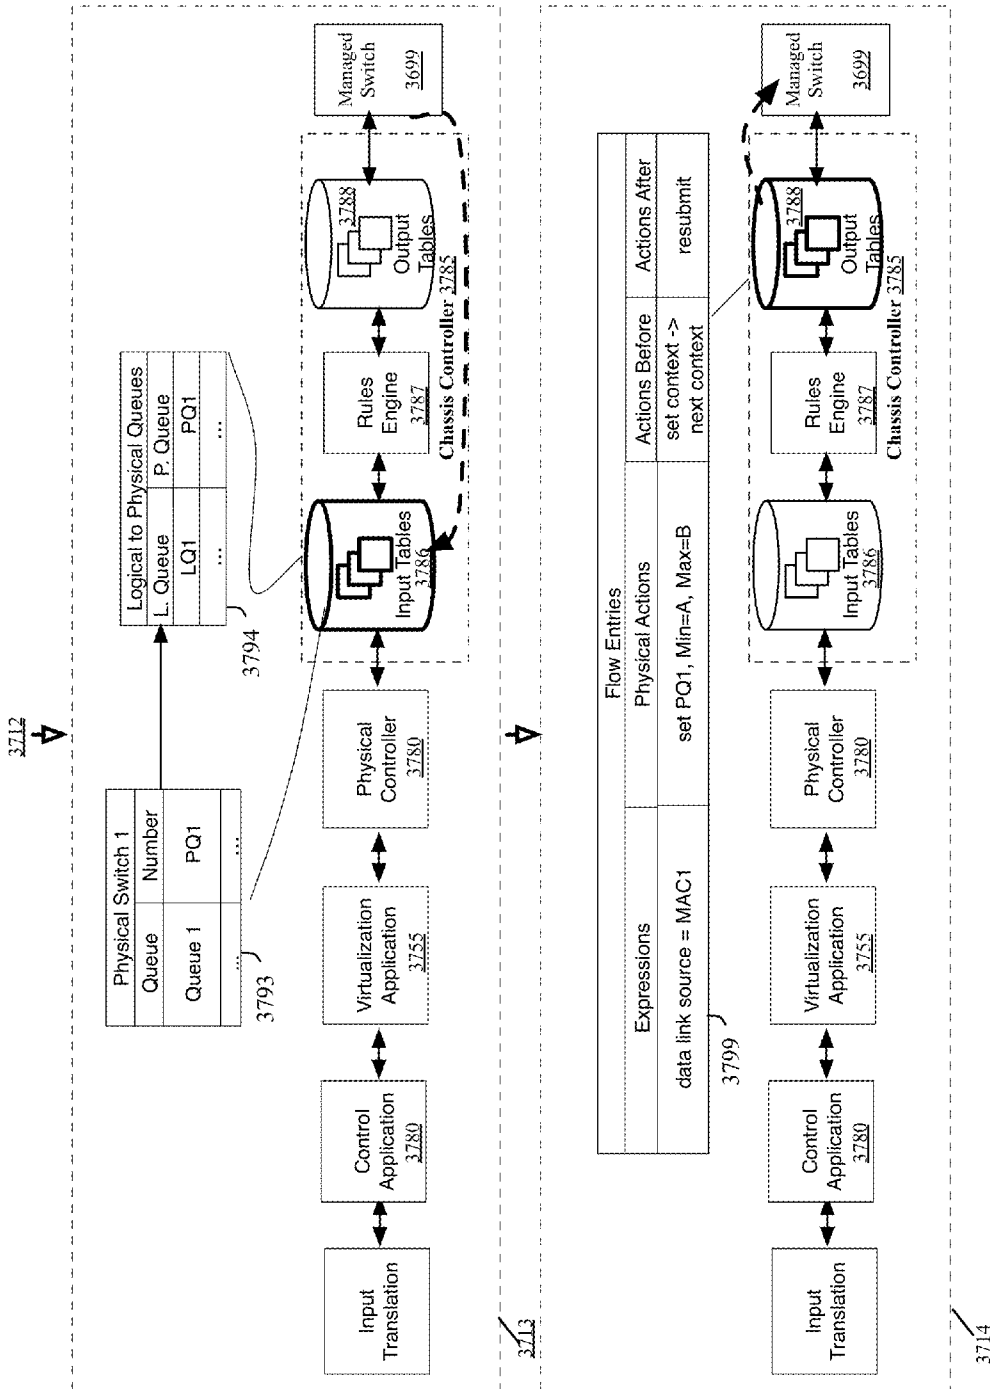 3712
Physical Switch 1
Queue Number
Queue 1 PQ1
... ...
3793
Logical to Physical Queues
L. Queue P. Queue
LQ1 PQ1
... ...
3794
Input
Translation
Control
Application
3780
Virtualization
Application
3755
Physical
Controller
3780
Input Tables
3786
Rules
Engine
3787
Output
Tables
3788
Chassis Controller 3785
Managed
Switch
3699
3713
Flow Entries
Expressions Physical Actions Actions Before Actions After
data link source = MAC1 set PQ1, Min=A, Max=B set context -> next context resubmit
3799
Input
Translation
Control
Application
3780
Virtualization
Application
3755
Physical
Controller
3780
Input Tables
3786
Rules
Engine
3787
Output
Tables
3788
Chassis Controller 3785
Managed
Switch
3699
3714